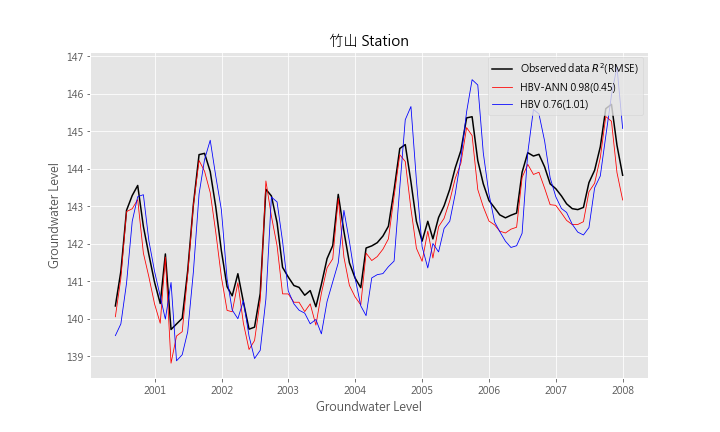 竹山 Station
147
146
145
144
143
142
141
140
139
Groundwater Level
Observed data R²(RMSE)
HBV-ANN 0.98(0.45)
HBV 0.76(1.01)
2001 2002 2003 2004 2005 2006 2007 2008
Groundwater Level